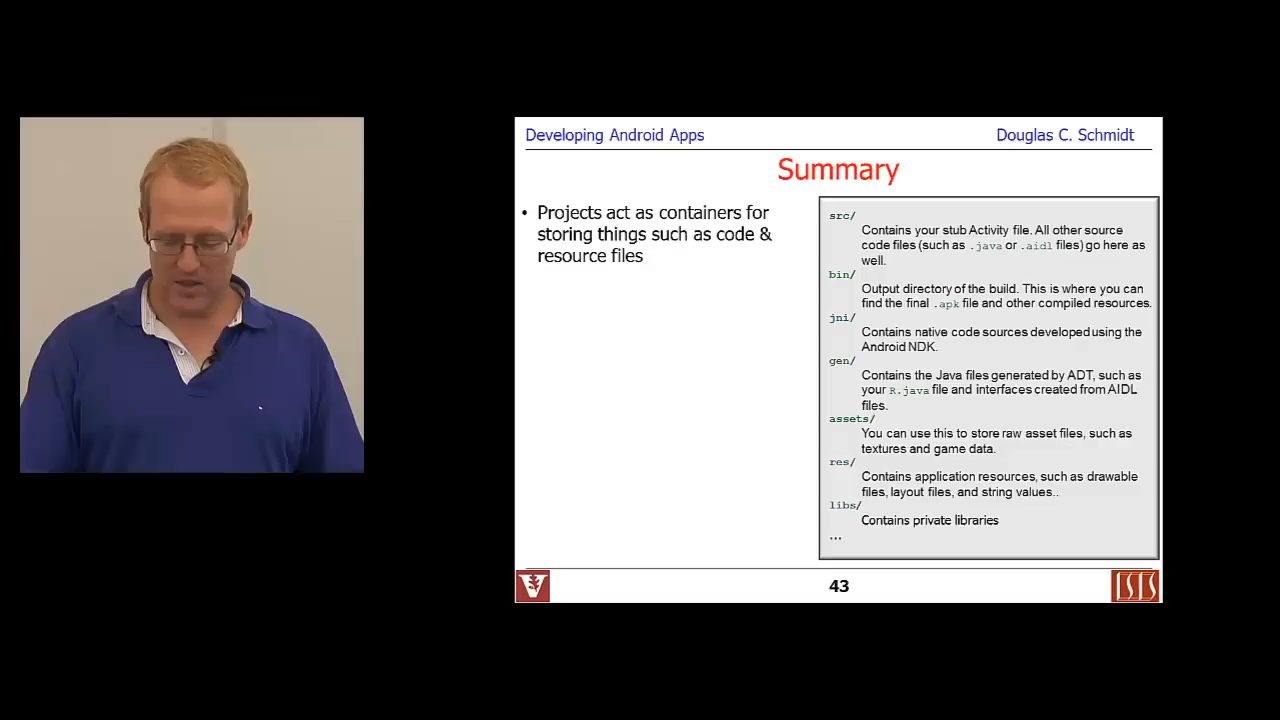 Developing Android Apps
Douglas C. Schmidt
Summary
• Projects act as containers for
storing things such as code &
resource files
src/
Contains your stub Activity file. All other source
code files (such as .java or .aidl files) go here as
well.
bin/
Output directory of the build. This is where you can
find the final .apk file and other compiled resources.
jni/
Contains native code sources developed using the
Android NDK.
gen/
Contains the Java files generated by ADT, such as
your R.java file and interfaces created from AIDL
files.
assets/
You can use this to store raw asset files, such as
textures and game data.
res/
Contains application resources, such as drawable
files, layout files, and string values..
libs/
Contains private libraries
...
V
43
ISIS